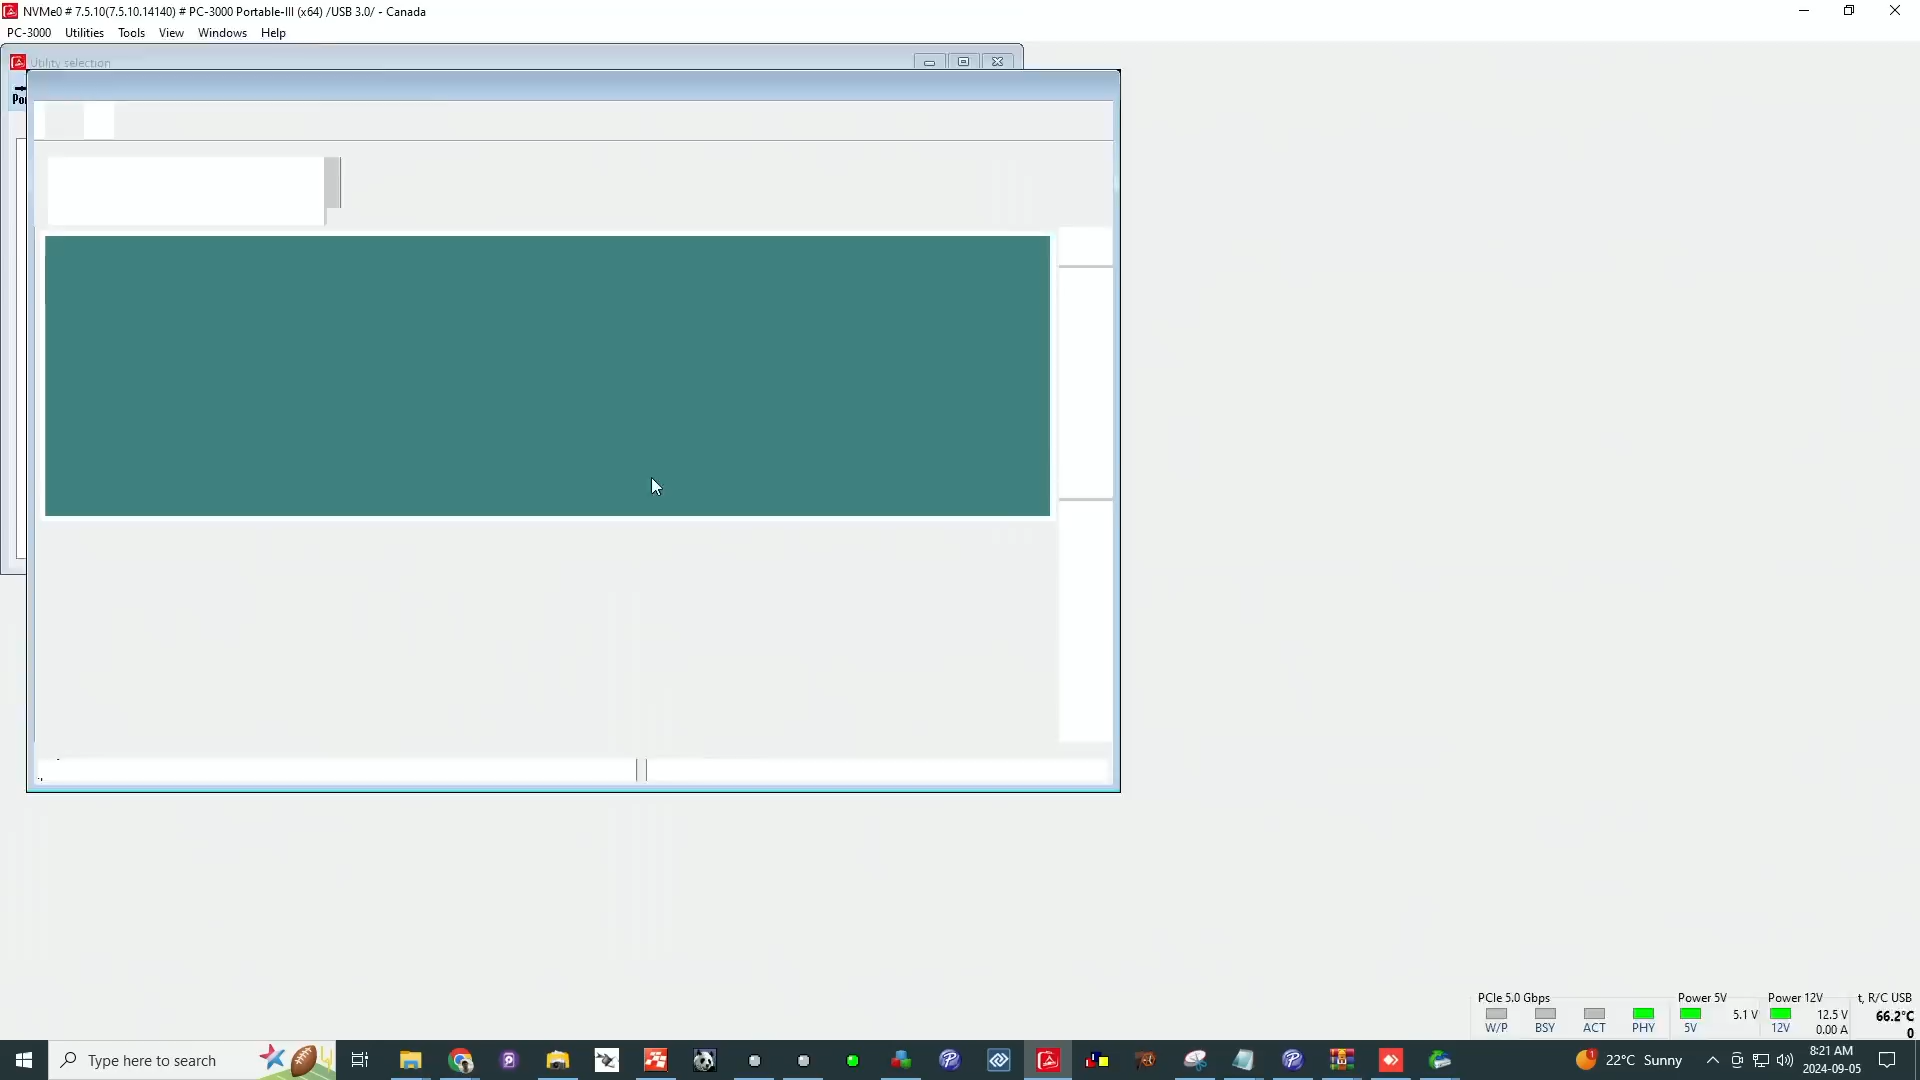 NVMe0 # 7.5.10(7.5.10.14140) # PC-3000 Portable-III (x64) /USB 3.0/ - Canada
PC-3000 Utilities Tools View Windows Help
Utility selection
PCIe 5.0 Gbps Power 5V Power 12V t, R/C USB
5.1 V 12.5 V 66.2°C
W/P BSY ACT PHY 5V 12V 0.00 A 0
Type here to search
22°C Sunny
8:21 AM
2024-09-05